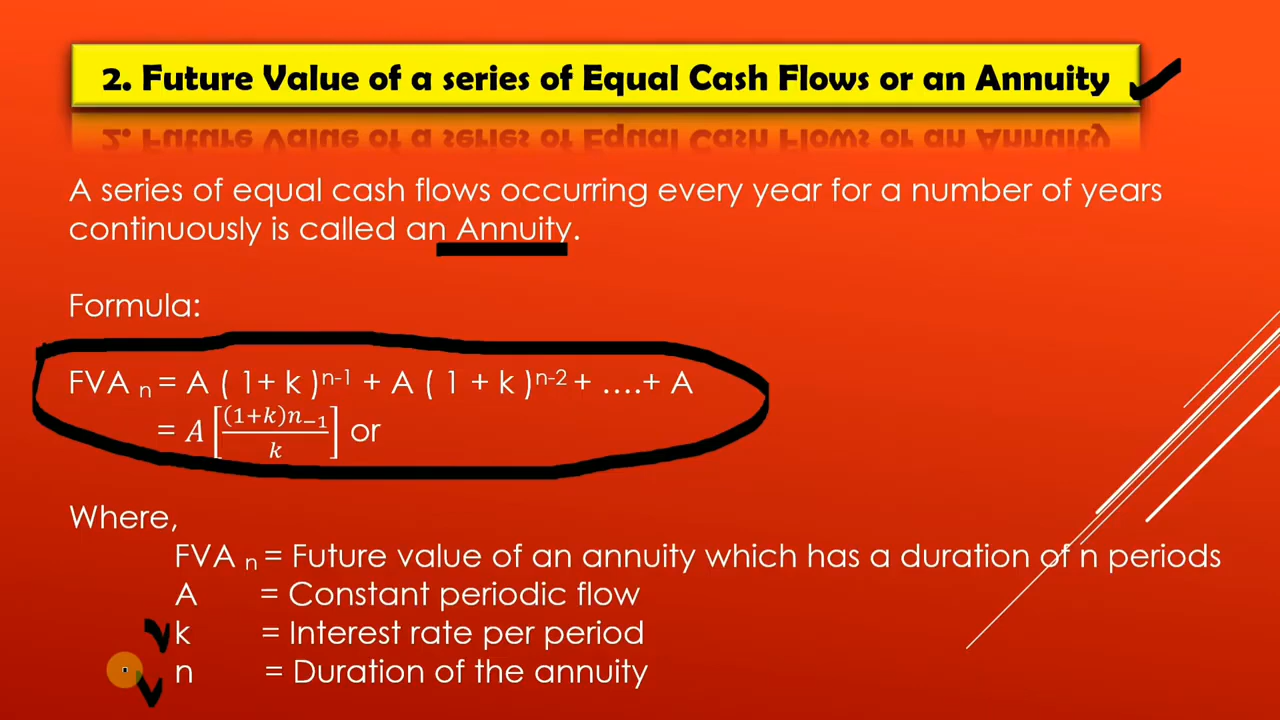 2. Future Value of a series of Equal Cash Flows or an Annuity
A series of equal cash flows occurring every year for a number of years
continuously is called an Annuity.
Formula:
FVA n = A ( 1+ k )ⁿ⁻¹ + A ( 1 + k )ⁿ⁻² + ….+ A
= A [(1+k)n₋₁ / k] or
Where,
FVA n = Future value of an annuity which has a duration of n periods
A = Constant periodic flow
k = Interest rate per period
n = Duration of the annuity